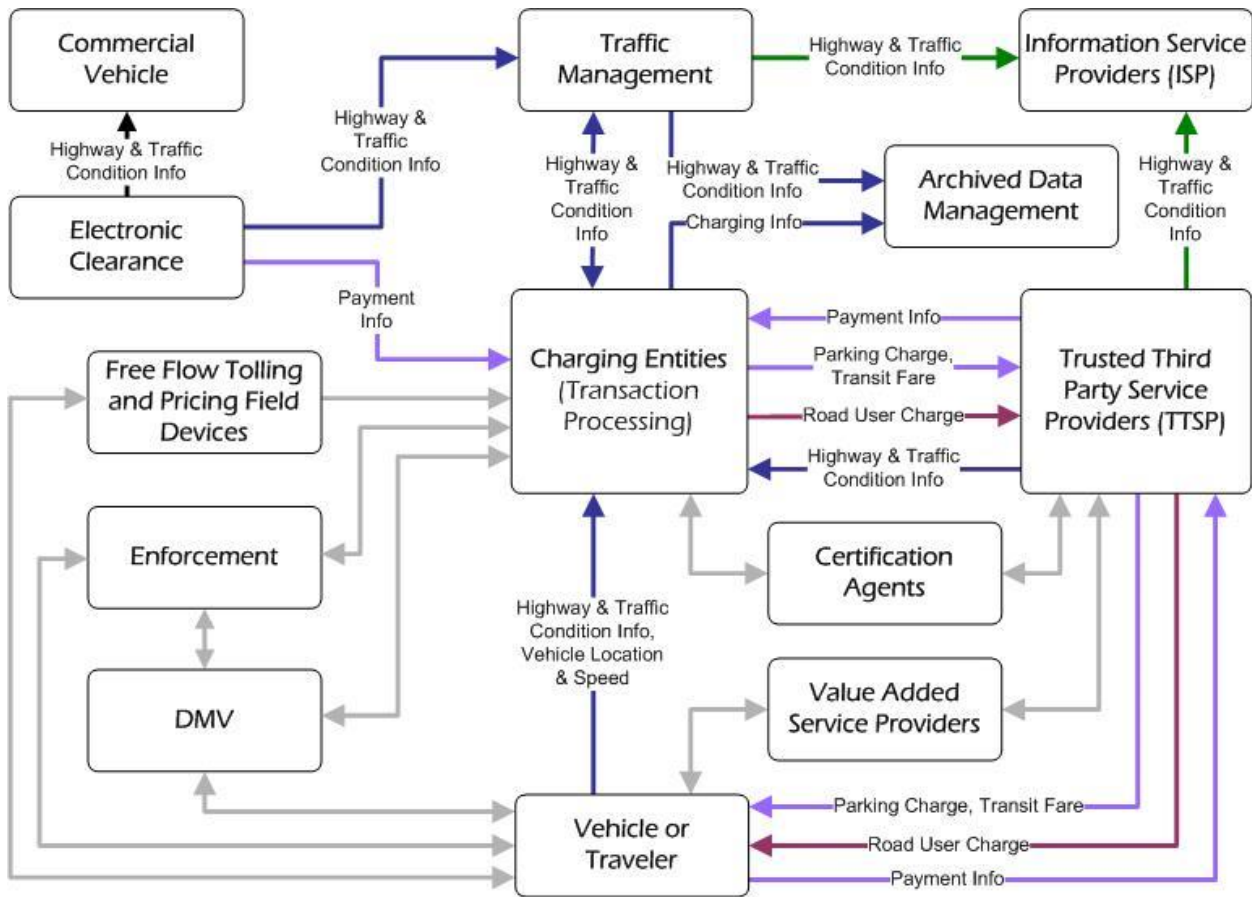 Commercial
Vehicle
Traffic
Management
Highway & Traffic
Condition Info
Information Service
Providers (ISP)
Highway & Traffic
Condition Info
Highway &
Traffic
Condition Info
Highway &
Traffic
Condition
Info
Highway & Traffic
Condition Info
Charging Info
Archived Data
Management
Highway &
Traffic
Condition
Info
Electronic
Clearance
Payment
Info
Free Flow Tolling
and Pricing Field
Devices
Charging Entities
(Transaction
Processing)
Payment Info
Parking Charge,
Transit Fare
Road User Charge
Highway & Traffic
Condition Info
Trusted Third
Party Service
Providers (TTSP)
Enforcement
Certification
Agents
Highway & Traffic
Condition Info,
Vehicle Location
& Speed
DMV
Value Added
Service Providers
Vehicle or
Traveler
Parking Charge, Transit Fare
Road User Charge
Payment Info